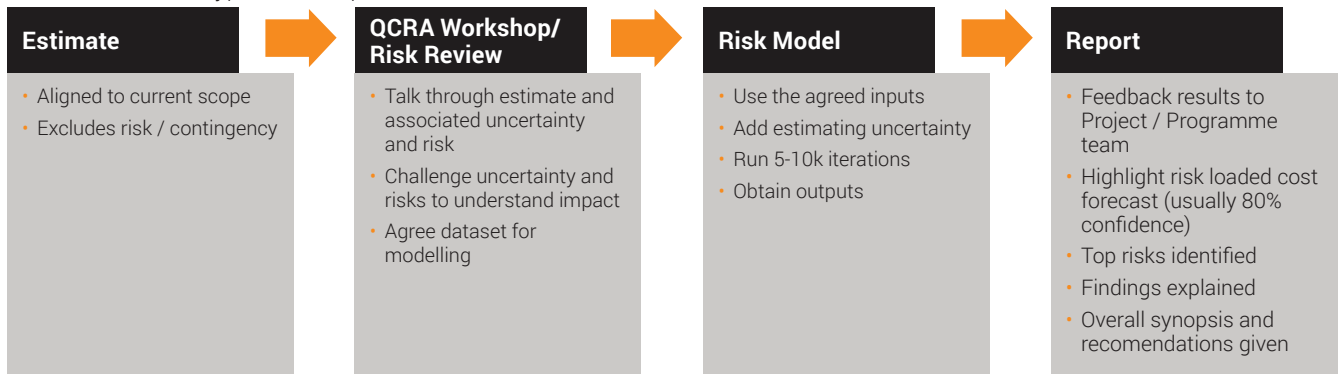 Estimate
• Aligned to current scope
• Excludes risk / contingency
QCRA Workshop/
Risk Review
• Talk through estimate and
associated uncertainty
and risk
• Challenge uncertainty and
risks to understand impact
• Agree dataset for
modelling
Risk Model
• Use the agreed inputs
• Add estimating uncertainty
• Run 5-10k iterations
• Obtain outputs
Report
• Feedback results to
Project / Programme
team
• Highlight risk loaded cost
forecast (usually 80%
confidence)
• Top risks identified
• Findings explained
• Overall synopsis and
recomendations given